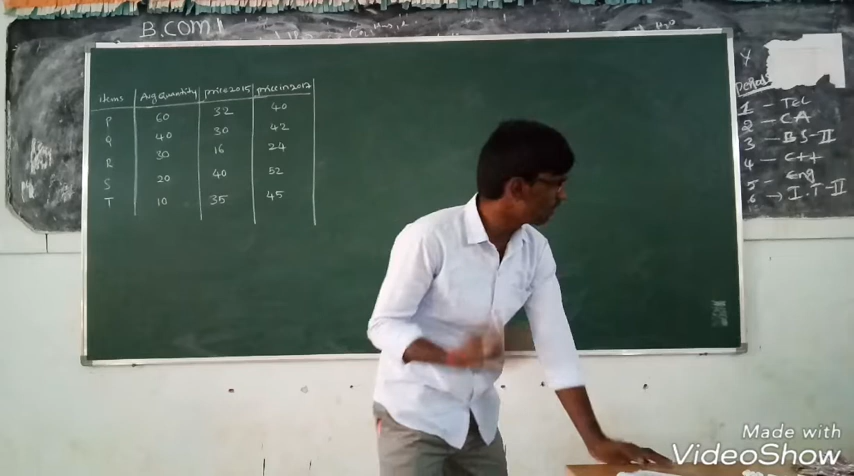 B.COM 1
items Avg Quantity price 2015 price in 2017
P 60 32 40
Q 40 30 42
R 30 16 24
S 20 40 52
T 10 35 45
Periods
1 - TEL
2 - CA
3 - BS-II
4 - C++
5 - Eng
6 → I.T-II
Made with
VideoShow